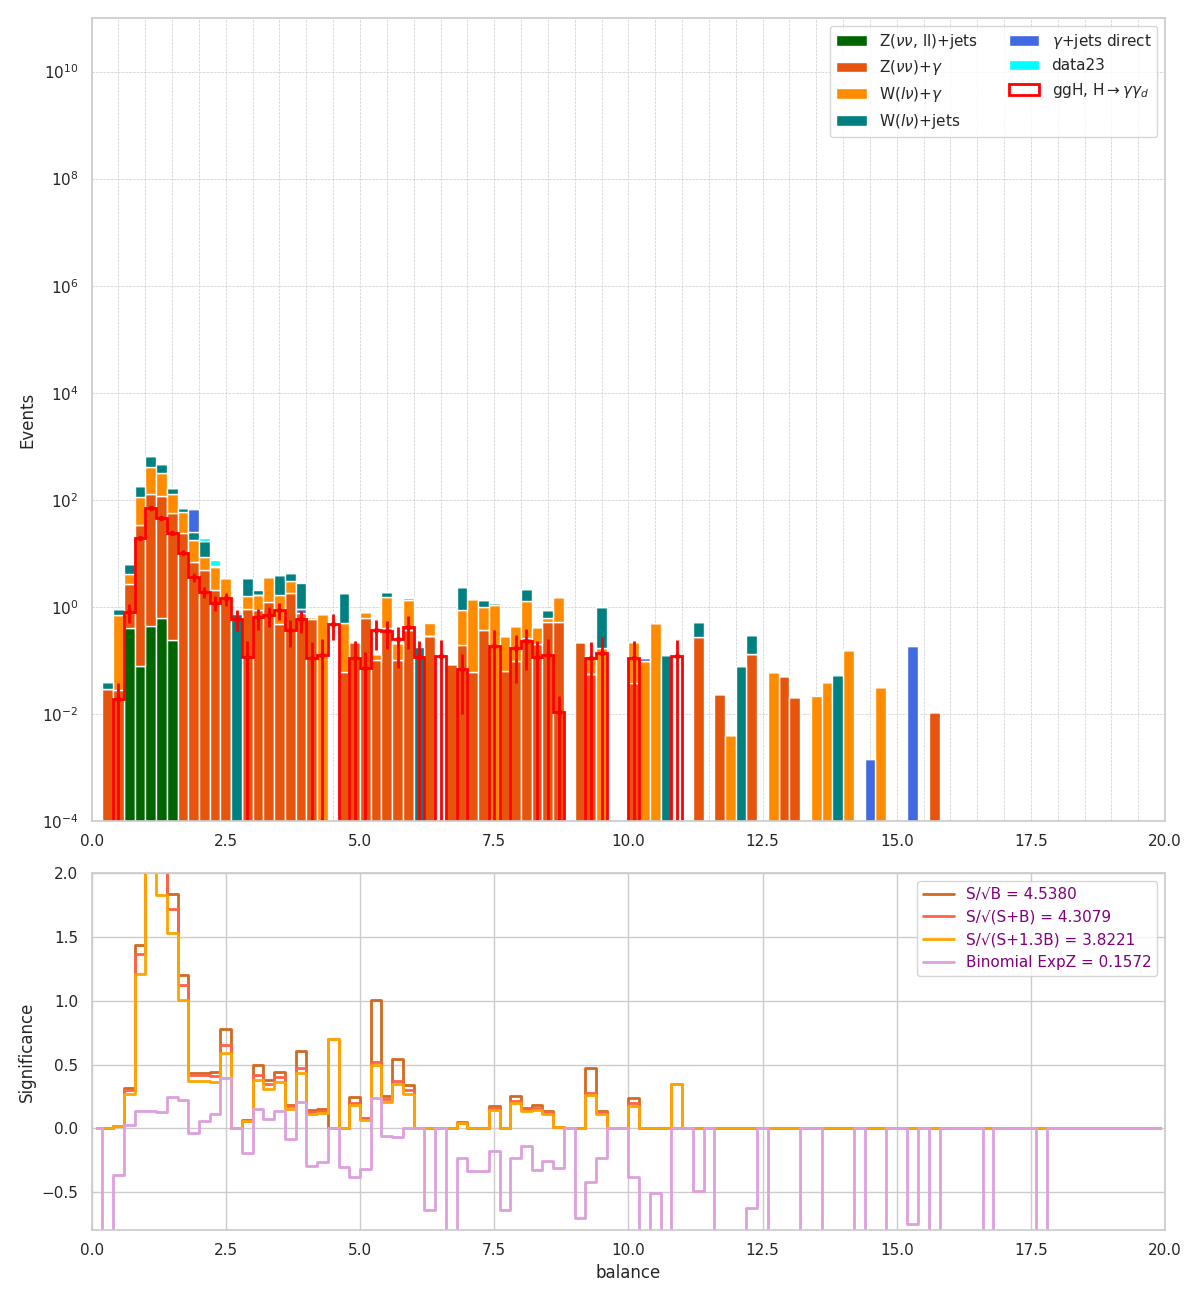 Z(νν, ll)+jets
Z(νν)+γ
W(lν)+γ
W(lν)+jets
γ+jets direct
data23
ggH, H→γγ_d
10^10
10^8
10^6
10^4
10^2
10^0
10^−2
10^−4
Events
0.0 2.5 5.0 7.5 10.0 12.5 15.0 17.5 20.0
S/√B = 4.5380
S/√(S+B) = 4.3079
S/√(S+1.3B) = 3.8221
Binomial ExpZ = 0.1572
2.0
1.5
1.0
0.5
0.0
−0.5
Significance
0.0 2.5 5.0 7.5 10.0 12.5 15.0 17.5 20.0
balance